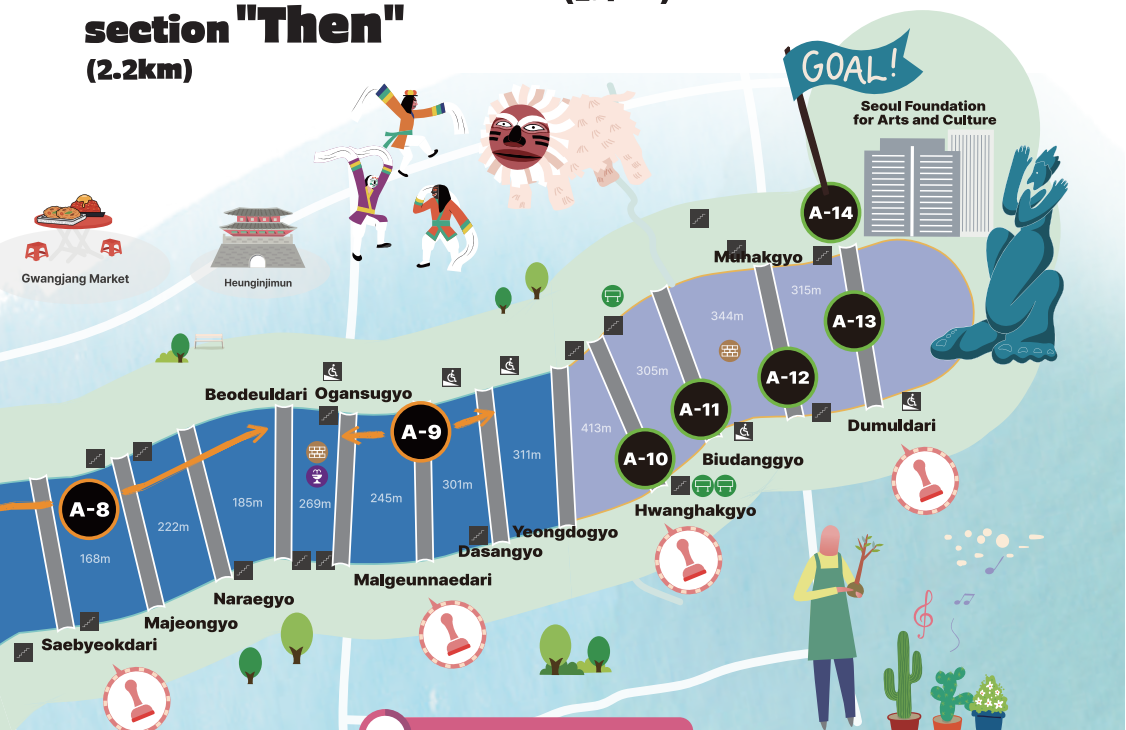 section "Then"
(2.2km)
GOAL!
Seoul Foundation
for Arts and Culture
A-14
Gwangjang Market
Heunginjimun
Muhakgyo
315m
A-13
344m
A-12
305m
A-11
Dumuldari
Beodeuldari
Ogansugyo
A-9
413m
A-10
Biudanggyo
311m
Hwanghakgyo
A-8
185m
269m
245m
301m
222m
168m
Yeongdogyo
Dasangyo
Malgeunnaedari
Naraegyo
Majeongyo
Saebyeokdari